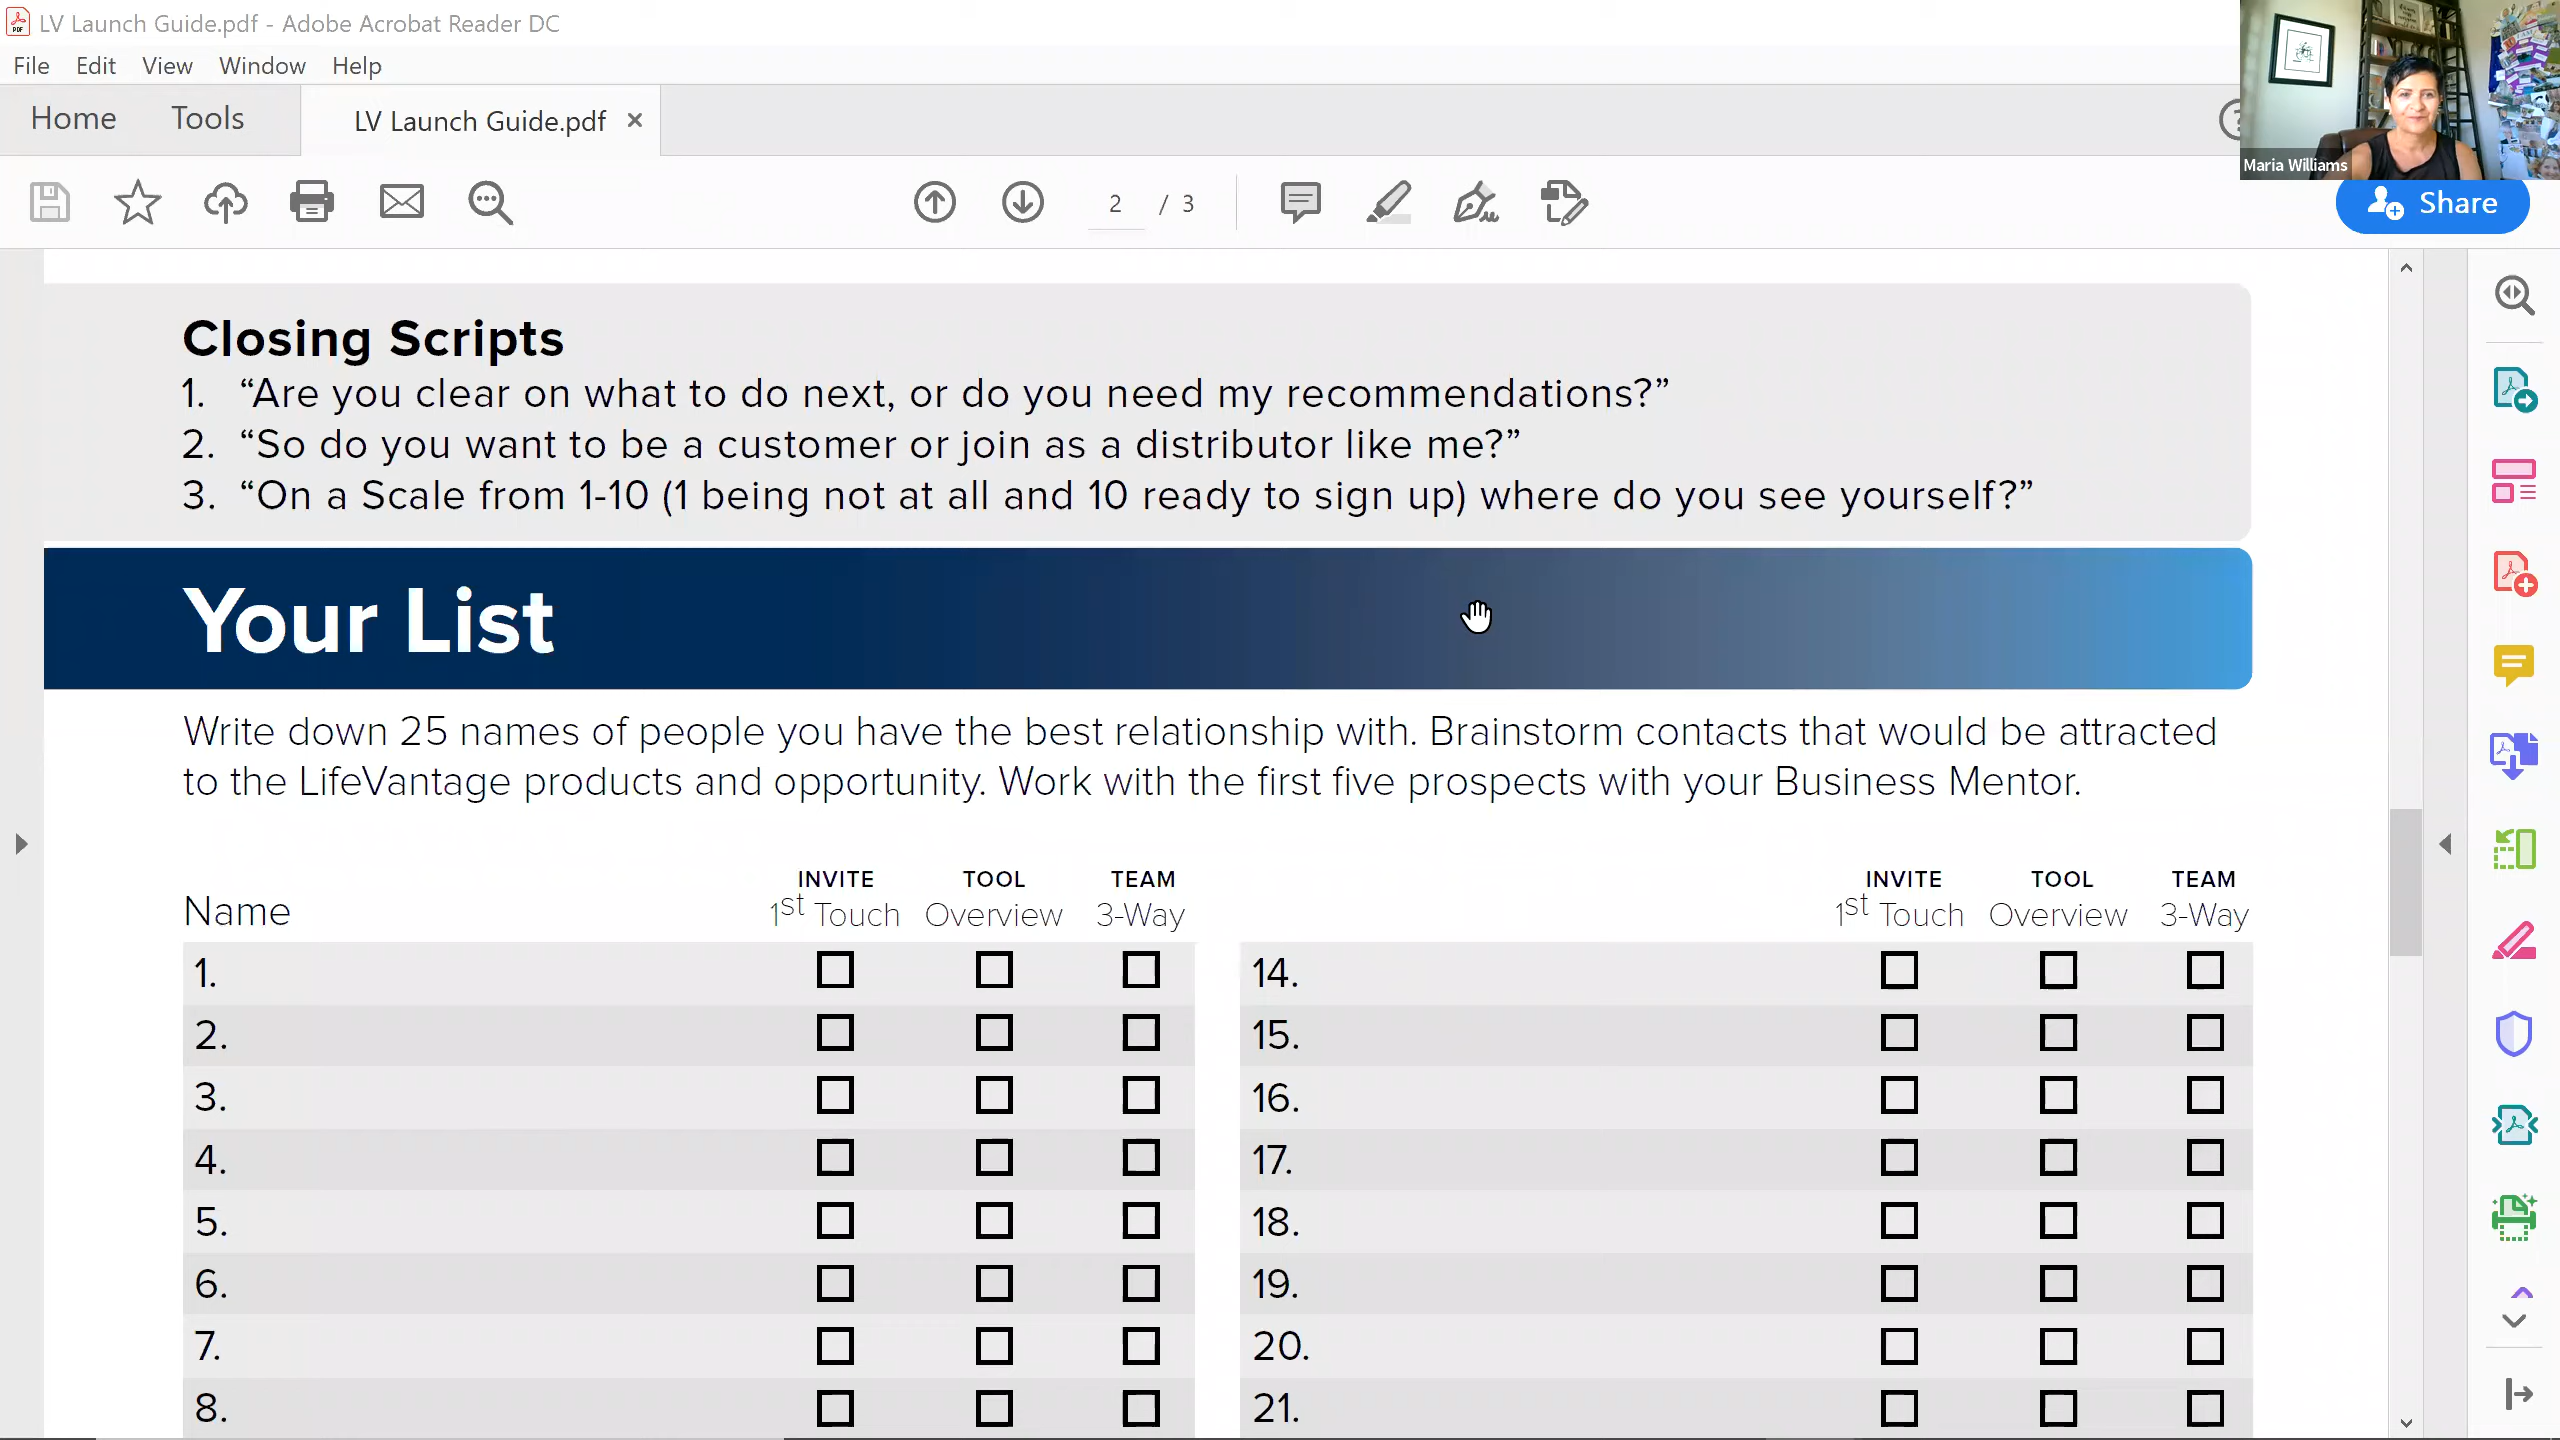 LV Launch Guide.pdf - Adobe Acrobat Reader DC
File Edit View Window Help
Home Tools LV Launch Guide.pdf ×
Maria Williams
2 / 3
Share
Closing Scripts
1. “Are you clear on what to do next, or do you need my recommendations?”
2. “So do you want to be a customer or join as a distributor like me?”
3. “On a Scale from 1-10 (1 being not at all and 10 ready to sign up) where do you see yourself?”
Your List
Write down 25 names of people you have the best relationship with. Brainstorm contacts that would be attracted
to the LifeVantage products and opportunity. Work with the first five prospects with your Business Mentor.
INVITE TOOL TEAM
Name 1st Touch Overview 3-Way
1.
2.
3.
4.
5.
6.
7.
8.
INVITE TOOL TEAM
1st Touch Overview 3-Way
14.
15.
16.
17.
18.
19.
20.
21.